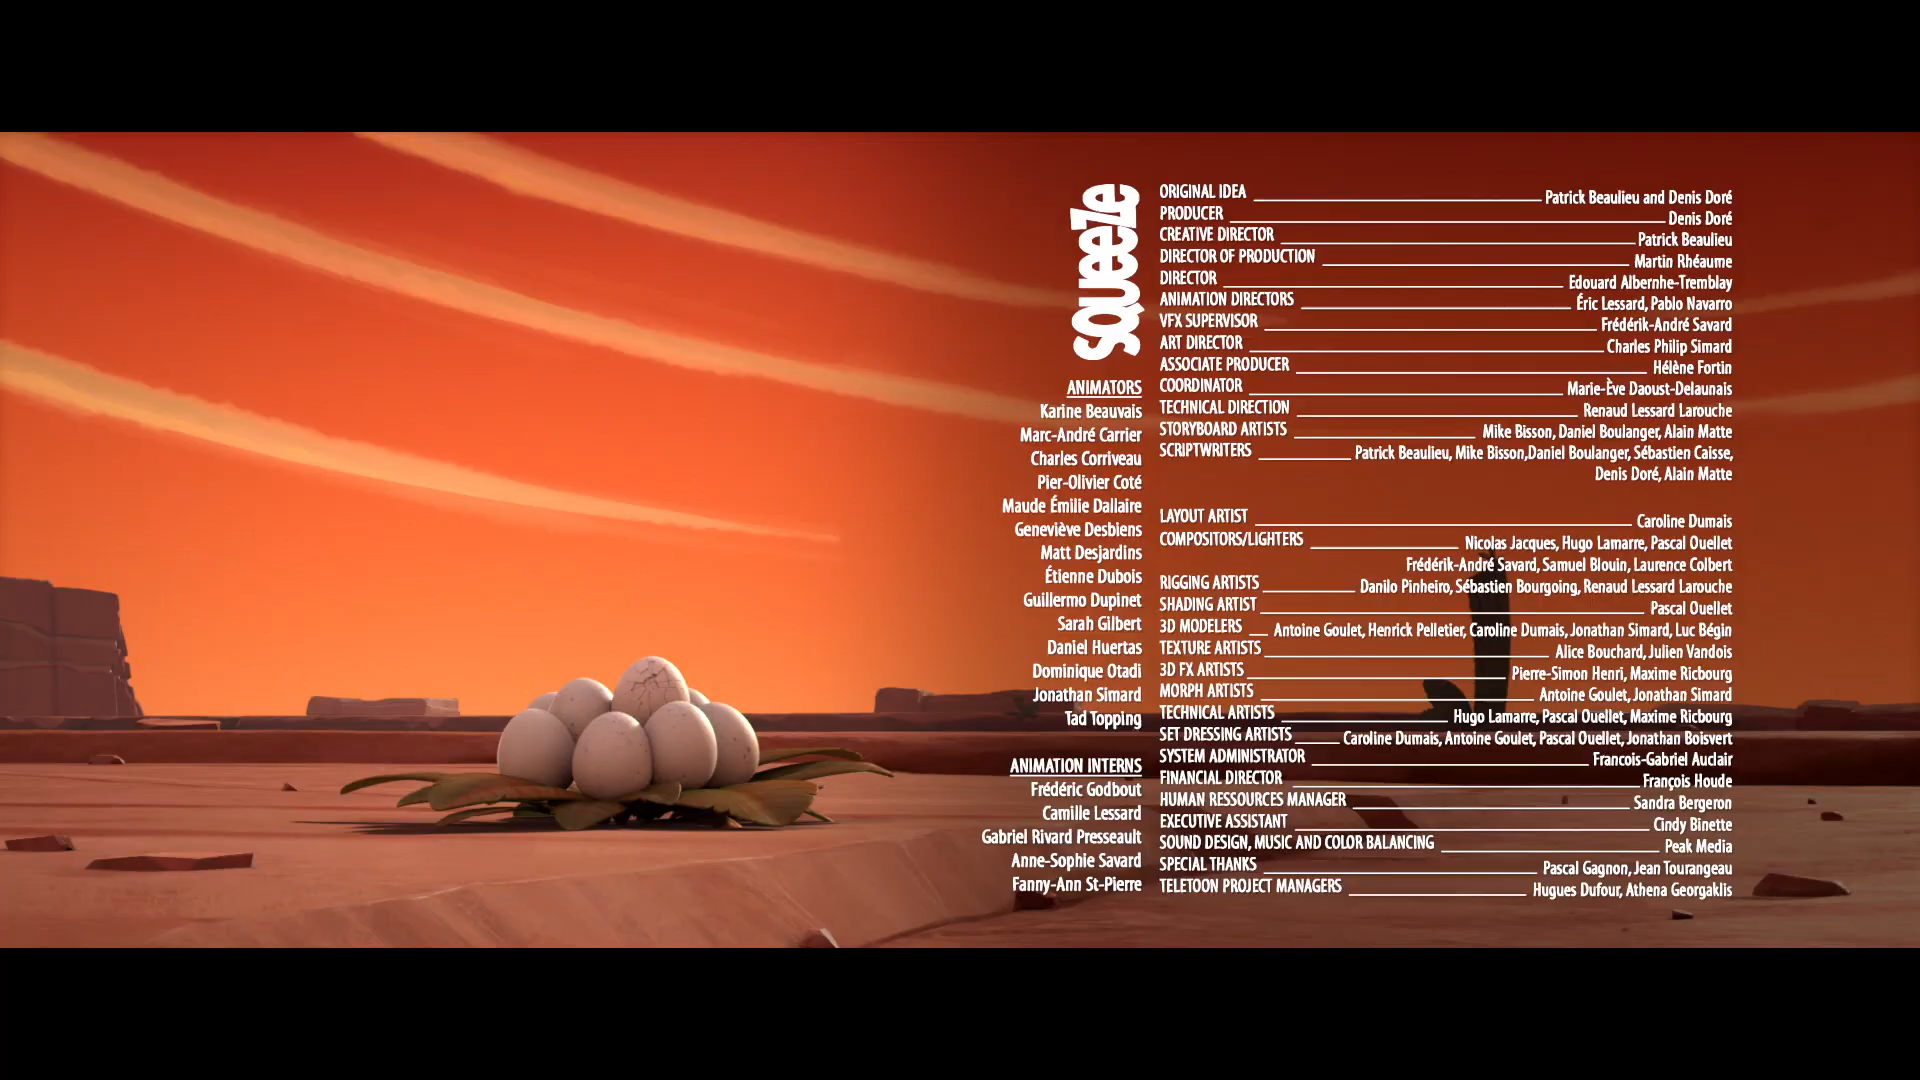 squeeze
ANIMATORS
Karine Beauvais
Marc-André Carrier
Charles Corriveau
Pier-Olivier Coté
Maude Émilie Dallaire
Geneviève Desbiens
Matt Desjardins
Étienne Dubois
Guillermo Dupinet
Sarah Gilbert
Daniel Huertas
Dominique Otadi
Jonathan Simard
Tad Topping
ANIMATION INTERNS
Frédéric Godbout
Camille Lessard
Gabriel Rivard Presseault
Anne-Sophie Savard
Fanny-Ann St-Pierre
ORIGINAL IDEA Patrick Beaulieu and Denis Doré
PRODUCER Denis Doré
CREATIVE DIRECTOR Patrick Beaulieu
DIRECTOR OF PRODUCTION Martin Rhéaume
DIRECTOR Edouard Albernhe-Tremblay
ANIMATION DIRECTORS Éric Lessard, Pablo Navarro
VFX SUPERVISOR Frédérik-André Savard
ART DIRECTOR Charles Philip Simard
ASSOCIATE PRODUCER Hélène Fortin
COORDINATOR Marie-Ève Daoust-Delaunais
TECHNICAL DIRECTION Renaud Lessard Larouche
STORYBOARD ARTISTS Mike Bisson, Daniel Boulanger, Alain Matte
SCRIPTWRITERS Patrick Beaulieu, Mike Bisson,Daniel Boulanger, Sébastien Caisse,
Denis Doré, Alain Matte
LAYOUT ARTIST Caroline Dumais
COMPOSITORS/LIGHTERS Nicolas Jacques, Hugo Lamarre, Pascal Ouellet
Frédérik-André Savard, Samuel Blouin, Laurence Colbert
RIGGING ARTISTS Danilo Pinheiro, Sébastien Bourgoing, Renaud Lessard Larouche
SHADING ARTIST Pascal Ouellet
3D MODELERS Antoine Goulet, Henrick Pelletier, Caroline Dumais, Jonathan Simard, Luc Bégin
TEXTURE ARTISTS Alice Bouchard, Julien Vandois
3D FX ARTISTS Pierre-Simon Henri, Maxime Ricbourg
MORPH ARTISTS Antoine Goulet, Jonathan Simard
TECHNICAL ARTISTS Hugo Lamarre, Pascal Ouellet, Maxime Ricbourg
SET DRESSING ARTISTS Caroline Dumais, Antoine Goulet, Pascal Ouellet, Jonathan Boisvert
SYSTEM ADMINISTRATOR Francois-Gabriel Auclair
FINANCIAL DIRECTOR François Houde
HUMAN RESSOURCES MANAGER Sandra Bergeron
EXECUTIVE ASSISTANT Cindy Binette
SOUND DESIGN, MUSIC AND COLOR BALANCING Peak Media
SPECIAL THANKS Pascal Gagnon, Jean Tourangeau
TELETOON PROJECT MANAGERS Hugues Dufour, Athena Georgaklis